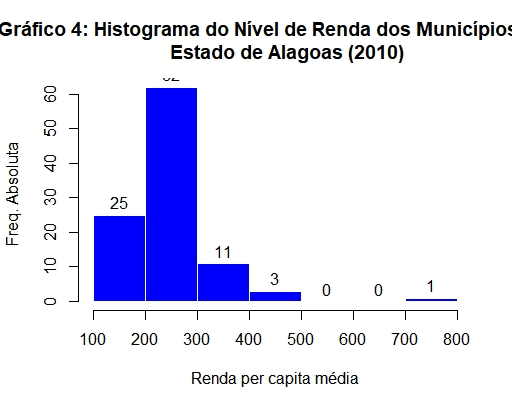 Gráfico 4: Histograma do Nível de Renda dos Municípios
Estado de Alagoas (2010)
Freq. Absoluta
60
50
40
30
20
10
0
25
62
11
3
0
0
1
100 200 300 400 500 600 700 800
Renda per capita média